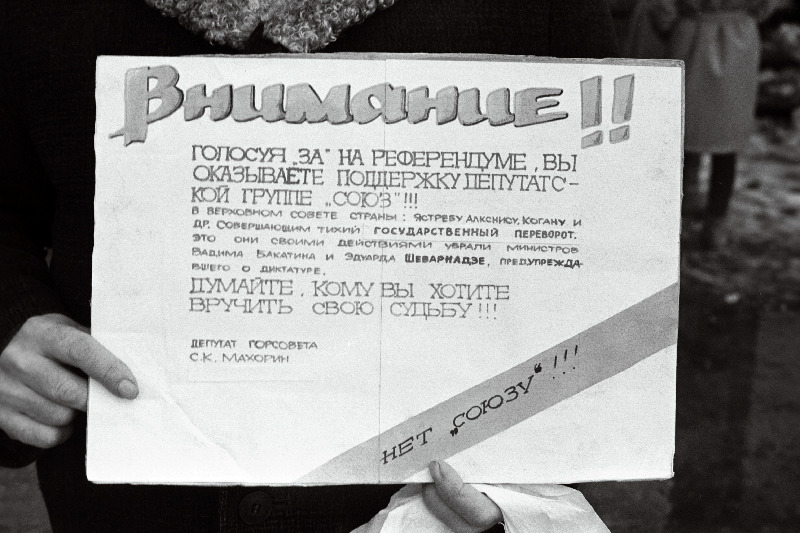 Внимание!!
ГОЛОСУЯ „ЗА" НА РЕФЕРЕНДУМЕ, ВЫ
ОКАЗЫВАЕТЕ ПОДДЕРЖКУ ДЕПУТАТС-
КОЙ ГРУППЕ „СОЮЗ"!!!
В ВЕРХОВНОМ СОВЕТЕ СТРАНЫ: ЯСТРЕБУ АЛКСНИСУ, КОГАНУ И
ДР. СОВЕРШАЮЩИМ ТИХИЙ ГОСУДАРСТВЕННЫЙ ПЕРЕВОРОТ.
ЭТО ОНИ СВОИМИ ДЕЙСТВИЯМИ УБРАЛИ МИНИСТРОВ
ВАДИМА БАКАТИНА И ЭДУАРДА ШЕВАРНАДЗЕ, ПРЕДУПРЕЖДА-
ВШЕГО О ДИКТАТУРЕ.
ДУМАЙТЕ, КОМУ ВЫ ХОТИТЕ
ВРУЧИТЬ СВОЮ СУДЬБУ!!!
ДЕПУТАТ ГОРСОВЕТА
С.К. МАХОРИН
НЕТ „СОЮЗУ"!!!